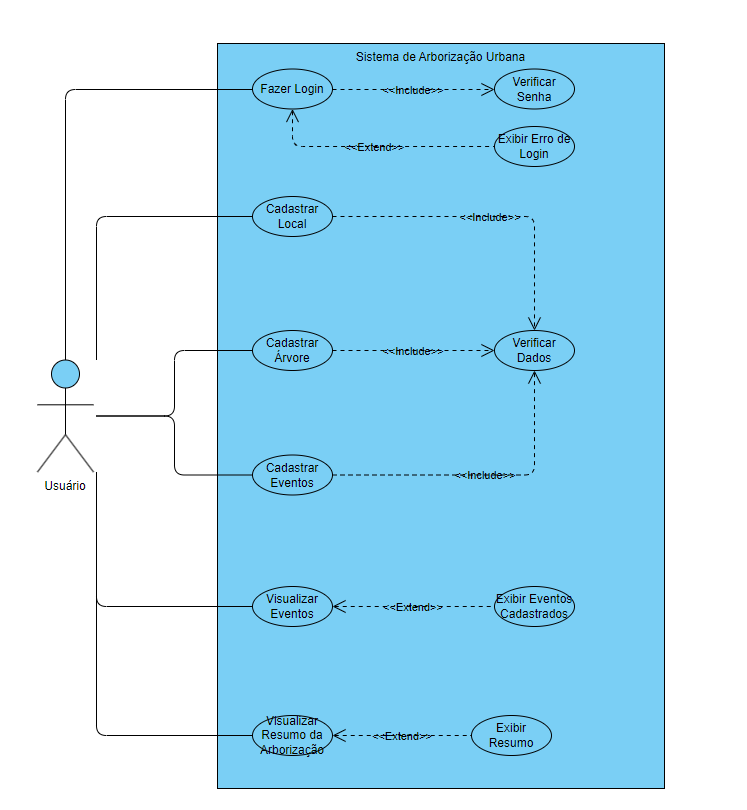 Sistema de Arborização Urbana
Fazer Login
<<Include>>
Verificar
Senha
Exibir Erro de
Login
<<Extend>>
Cadastrar
Local
<<Include>>
Cadastrar
Árvore
<<Include>>
Verificar
Dados
Usuário
Cadastrar
Eventos
<<Include>>
Visualizar
Eventos
<<Extend>>
Exibir Eventos
Cadastrados
Visualizar
Resumo da
Arborização
<<Extend>>
Exibir
Resumo